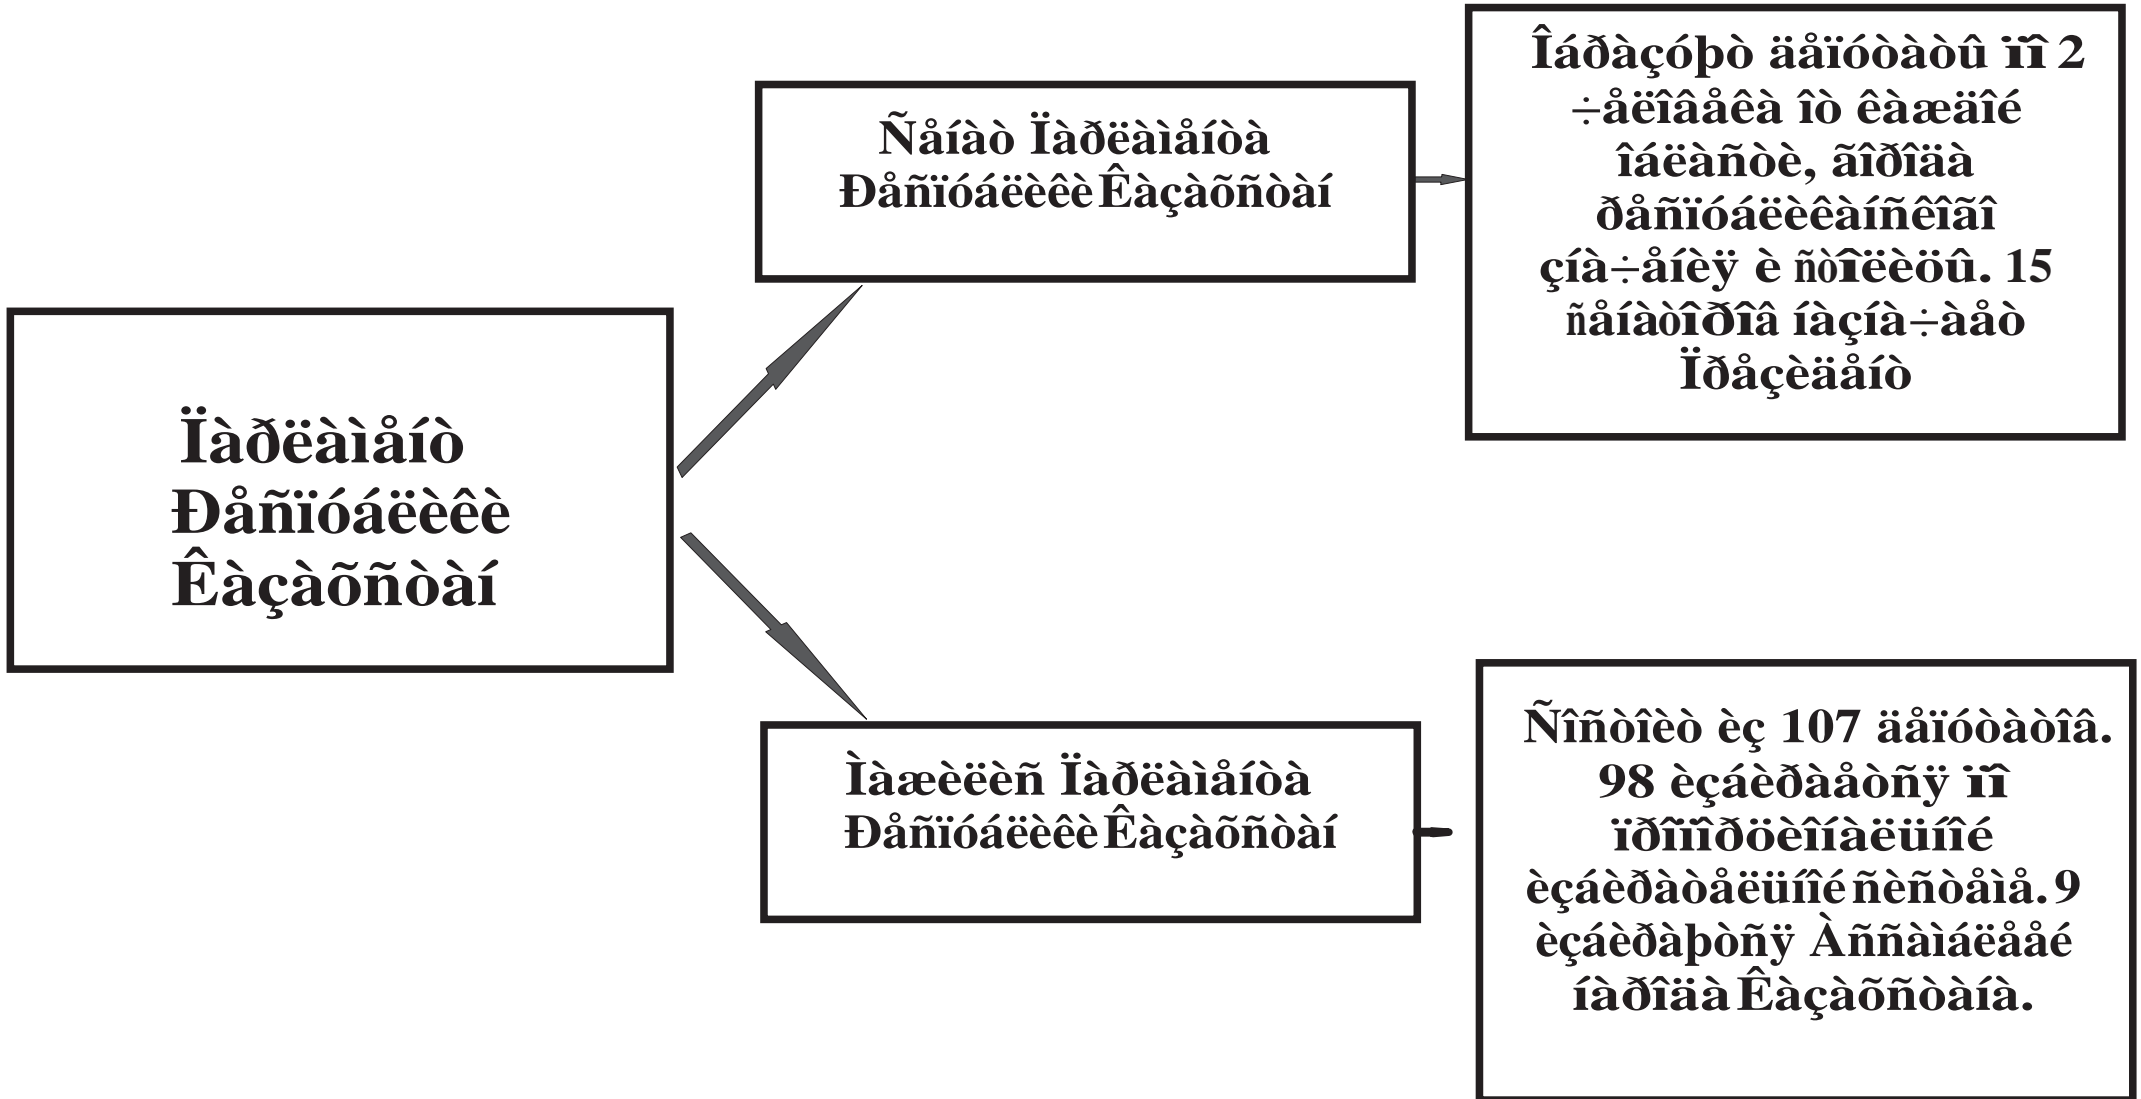 Ïàðëàìåíò
Ðåñïóáëèêè
Êàçàõñòàí
Ñåíàò Ïàðëàìåíòà
Ðåñïóáëèêè Êàçàõñòàí
Îáðàçóþò äåïóòàòû ïî 2
÷åëîâåêà îò êàæäîé
îáëàñòè, ãîðîäà
ðåñïóáëèêàíñêîãî
çíà÷åíèÿ è ñòîëèöû. 15
ñåíàòîðîâ íàçíà÷àåò
Ïðåçèäåíò
Ìàæèëèñ Ïàðëàìåíòà
Ðåñïóáëèêè Êàçàõñòàí
Ñîñòîèò èç 107 äåïóòàòîâ.
98 èçáèðàåòñÿ ïî
ïðîïîðöèîíàëüíîé
èçáèðàòåëüíîé ñèñòåìå. 9
èçáèðàþòñÿ Àññàìáëååé
íàðîäà Êàçàõñòàíà.